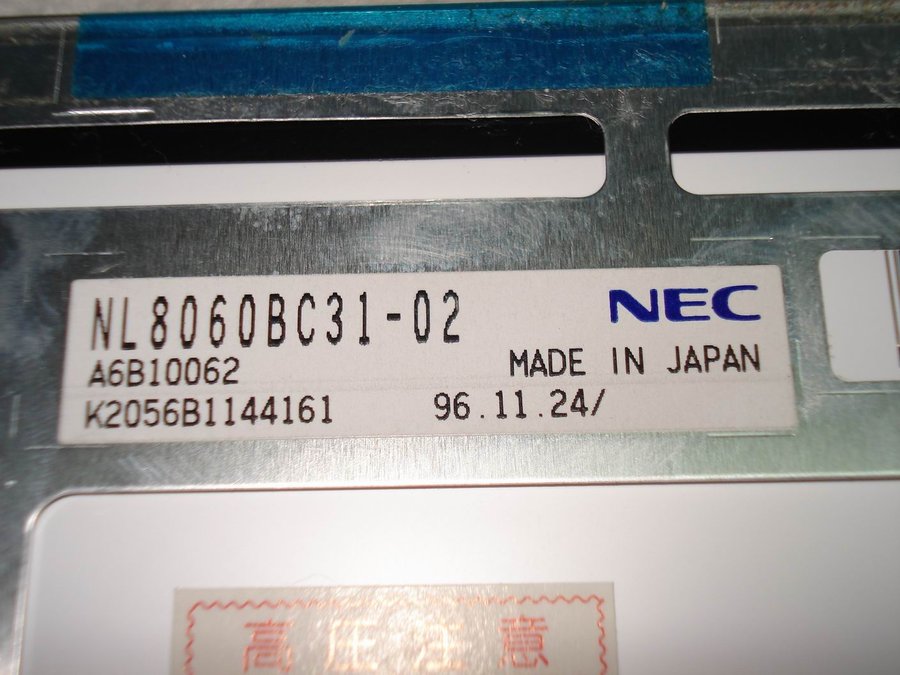 NL8060BC31-02
NEC
A6B10062
MADE IN JAPAN
K2056B1144161
96.11.24/
高圧注意